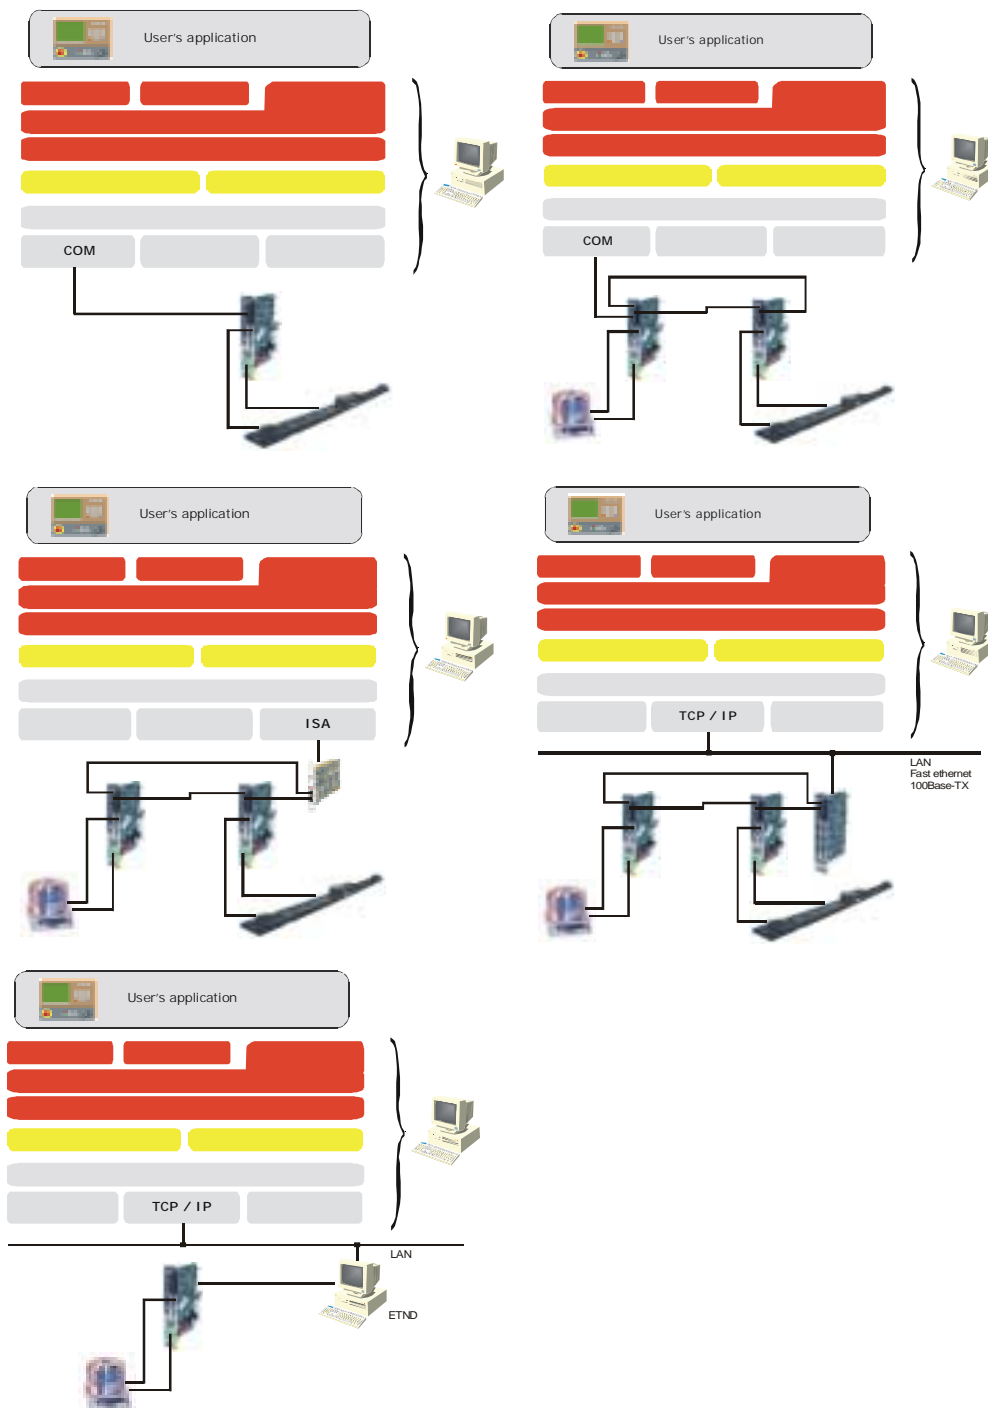 User's application
User's application
COM
COM
User's application
User's application
ISA
TCP / IP
LAN
Fast ethernet
100Base-TX
User's application
TCP / IP
LAN
ETND